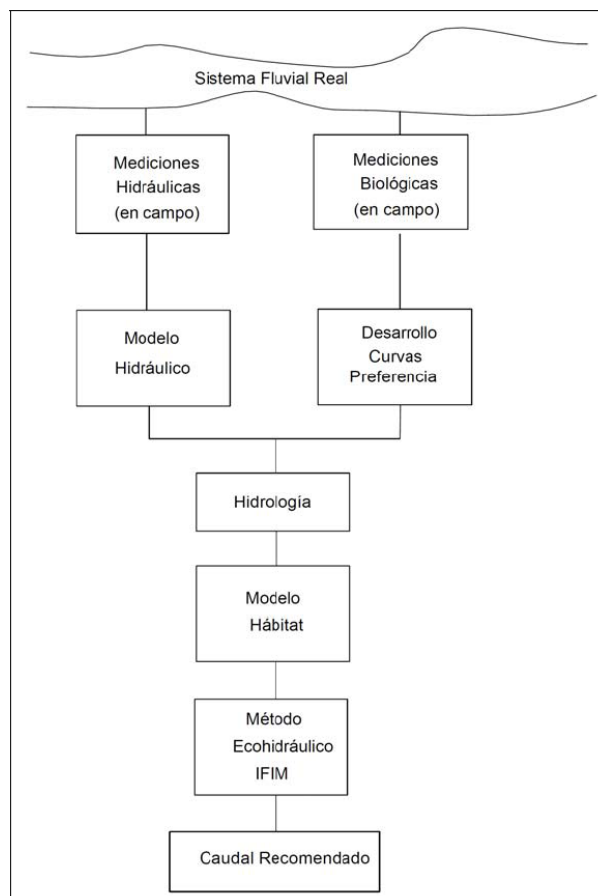 Sistema Fluvial Real
Mediciones
Hidráulicas
(en campo)
Mediciones
Biológicas
(en campo)
Modelo
Hidráulico
Desarrollo
Curvas
Preferencia
Hidrología
Modelo
Hábitat
Método
Ecohidráulico
IFIM
Caudal Recomendado